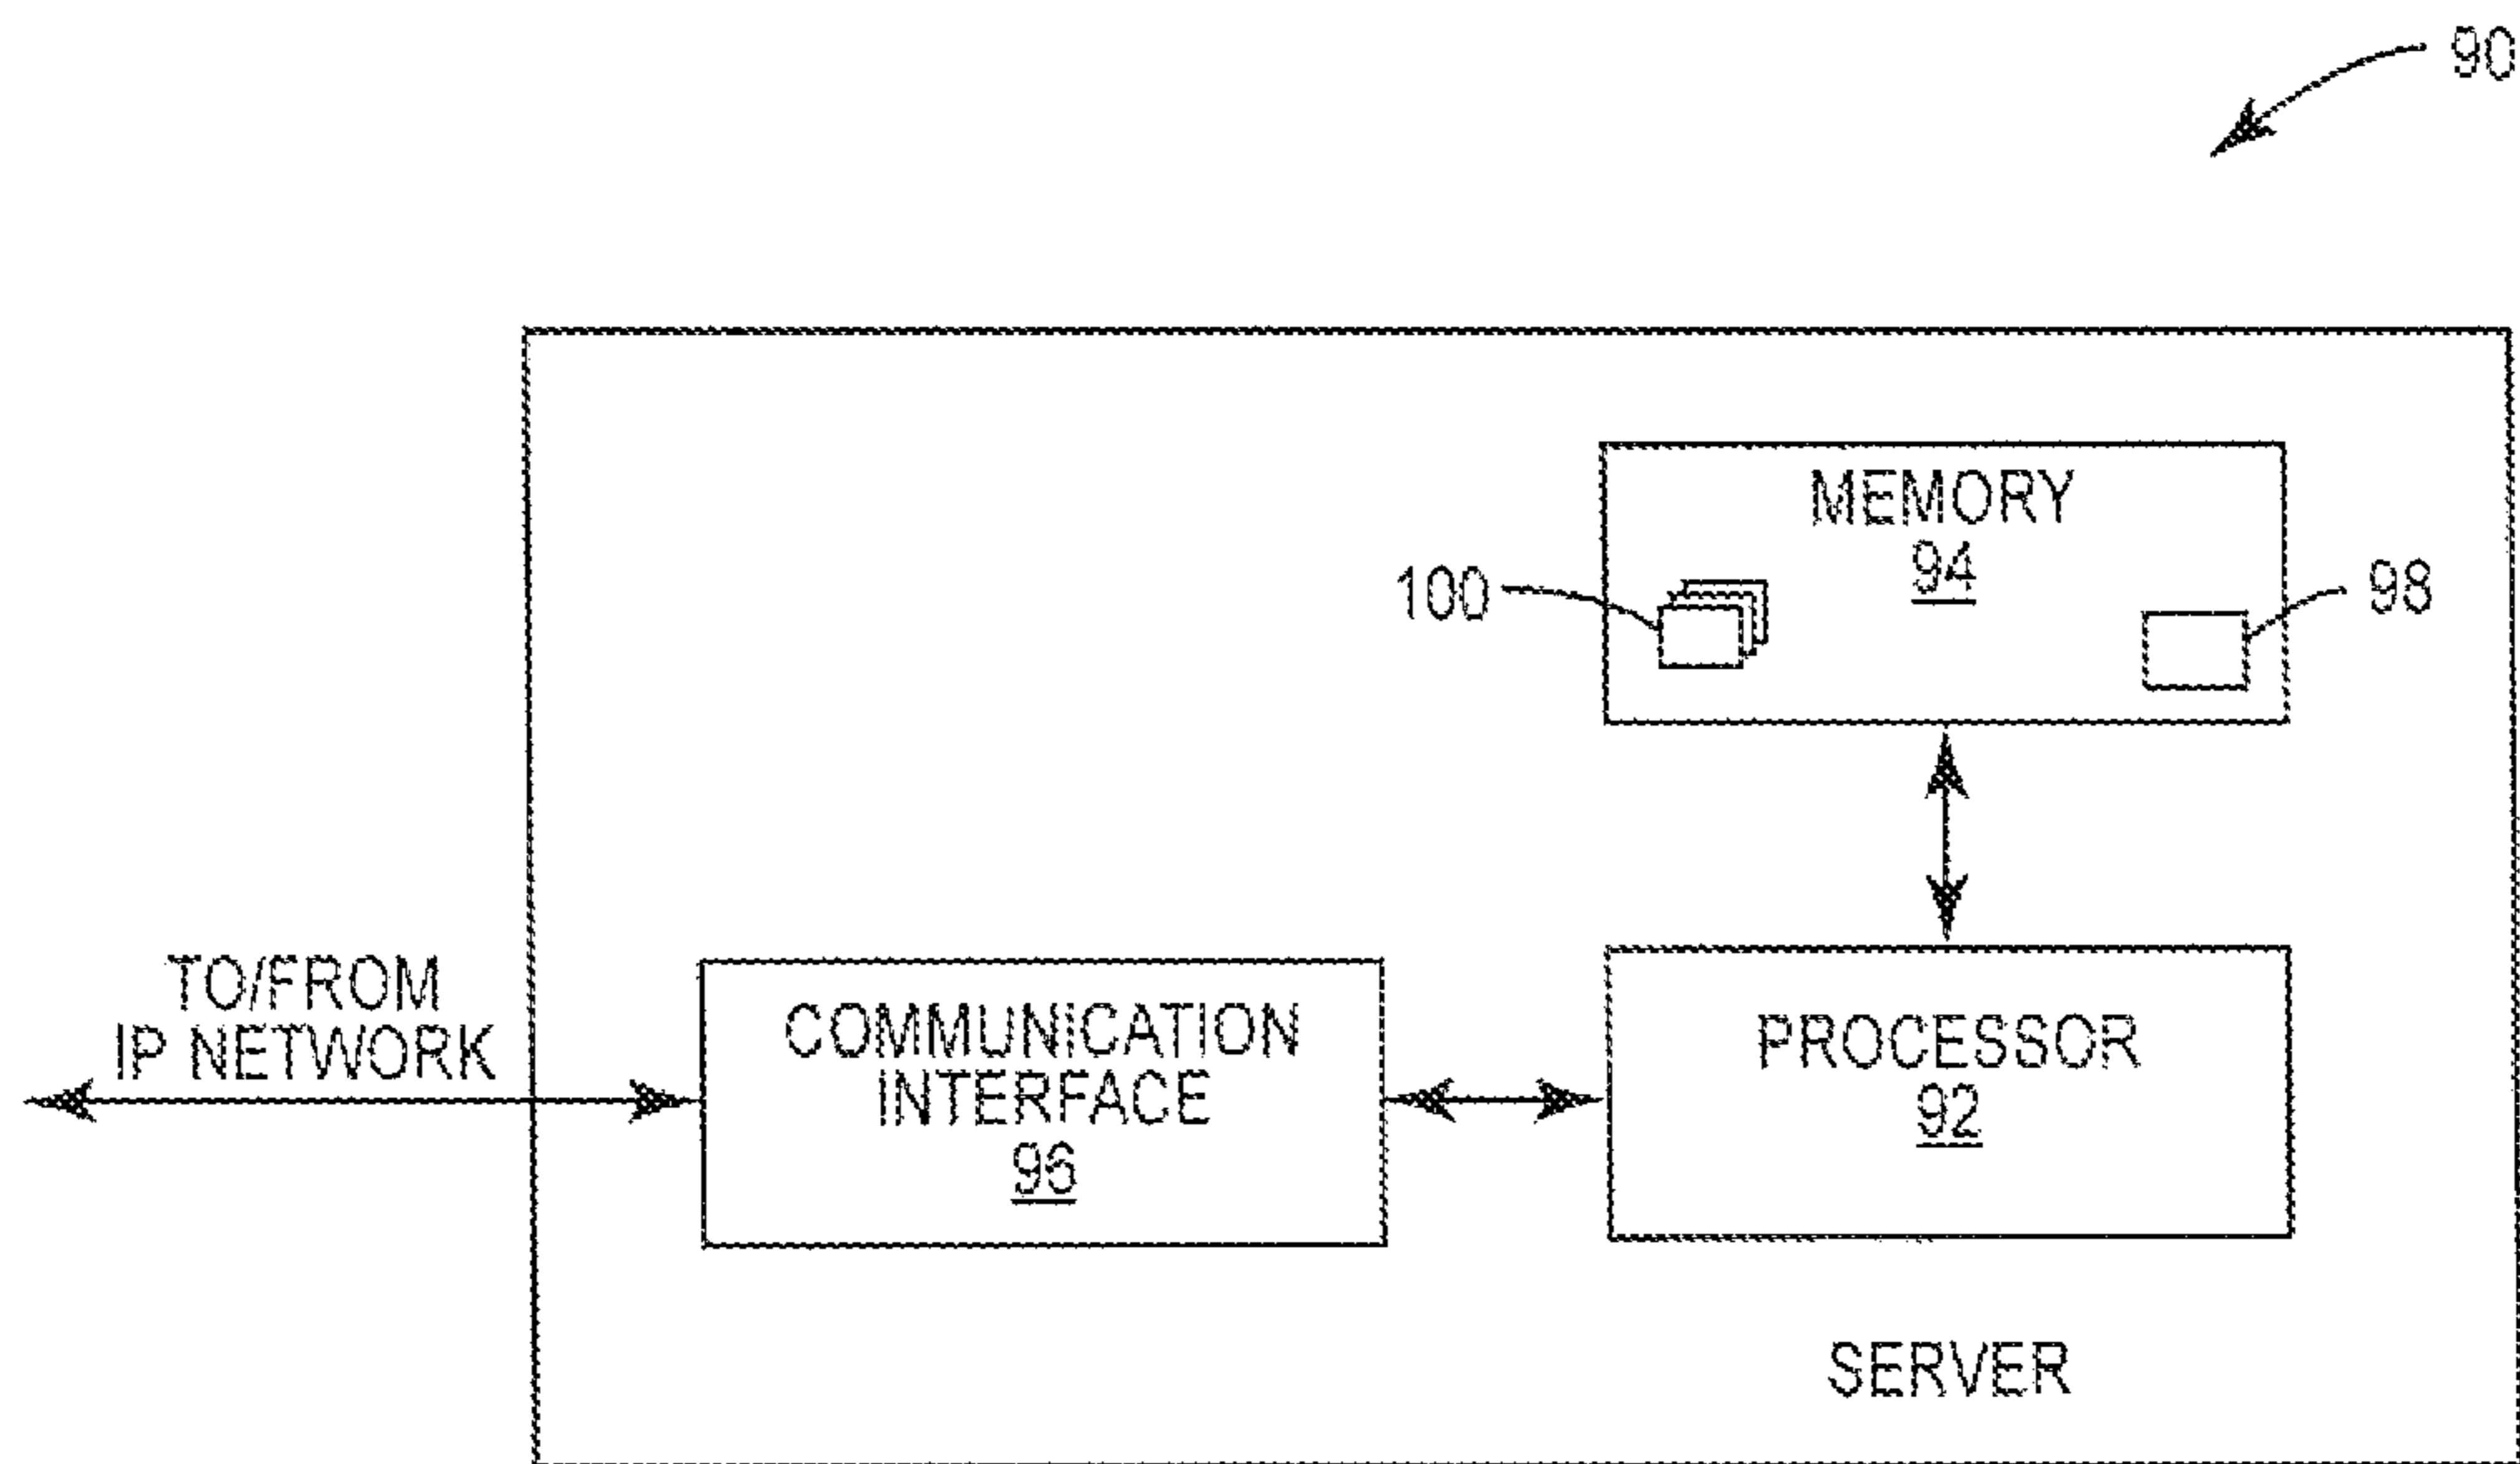 90
MEMORY
94
100
98
TO/FROM
IP NETWORK
COMMUNICATION
INTERFACE
96
PROCESSOR
92
SERVER